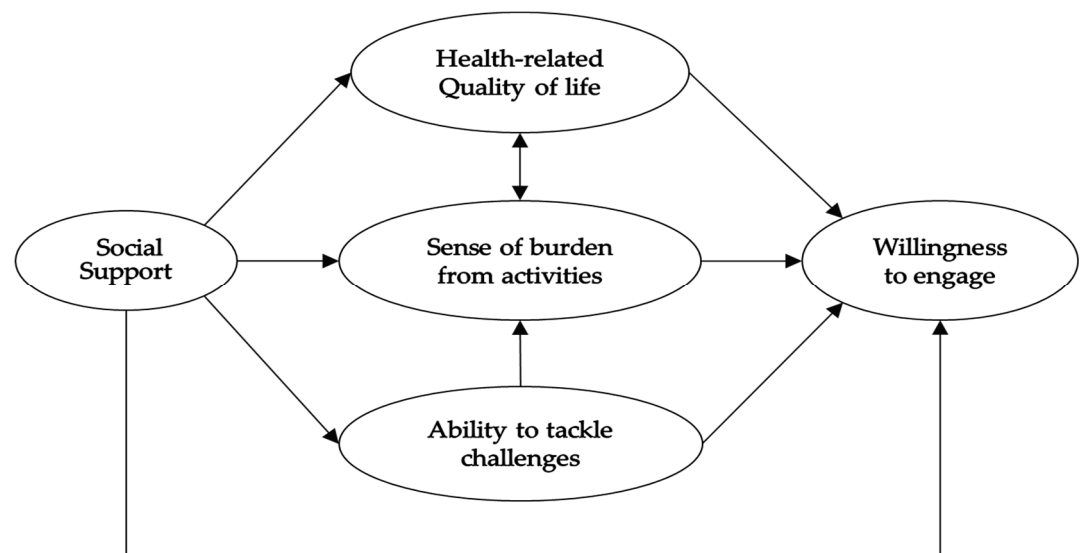 Health-related
Quality of life
Social
Support
Sense of burden
from activities
Willingness
to engage
Ability to tackle
challenges